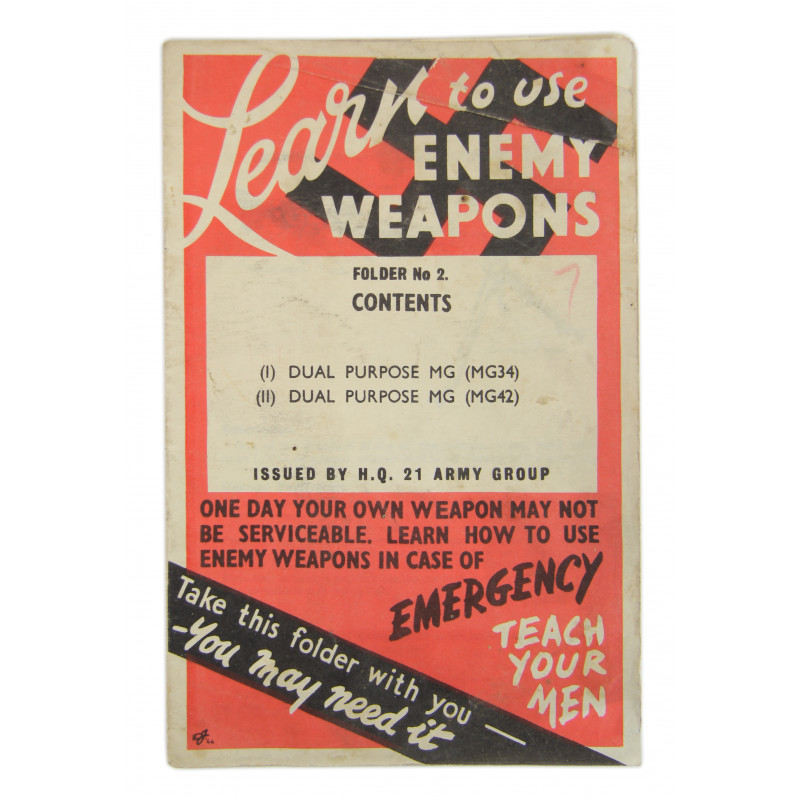 Learn to use
ENEMY
WEAPONS
FOLDER No 2.
CONTENTS
(I) DUAL PURPOSE MG (MG34)
(II) DUAL PURPOSE MG (MG42)
ISSUED BY H.Q. 21 ARMY GROUP
ONE DAY YOUR OWN WEAPON MAY NOT
BE SERVICEABLE. LEARN HOW TO USE
ENEMY WEAPONS IN CASE OF
EMERGENCY
TEACH
YOUR
MEN
Take this folder with you —
-You may need it